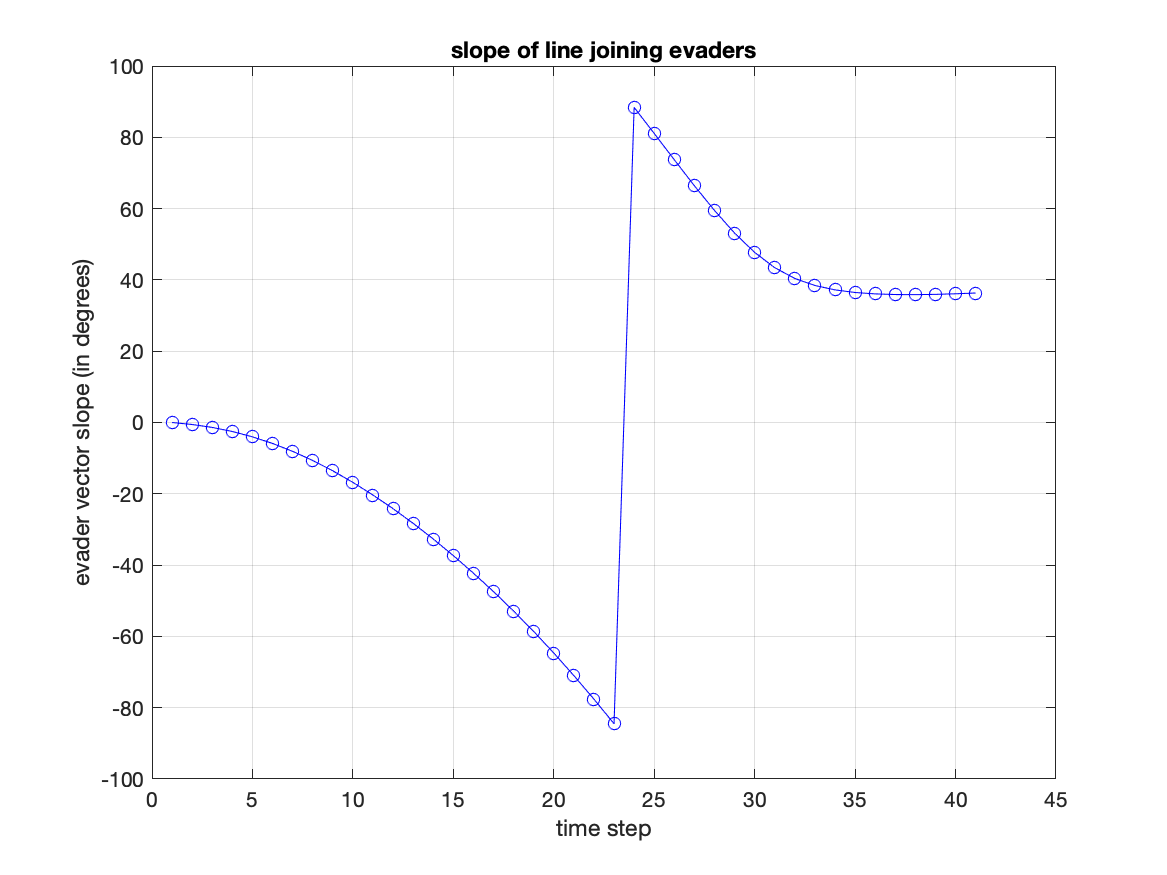 slope of line joining evaders
evader vector slope (in degrees)
100
80
60
40
20
0
-20
-40
-60
-80
-100
0 5 10 15 20 25 30 35 40 45
time step